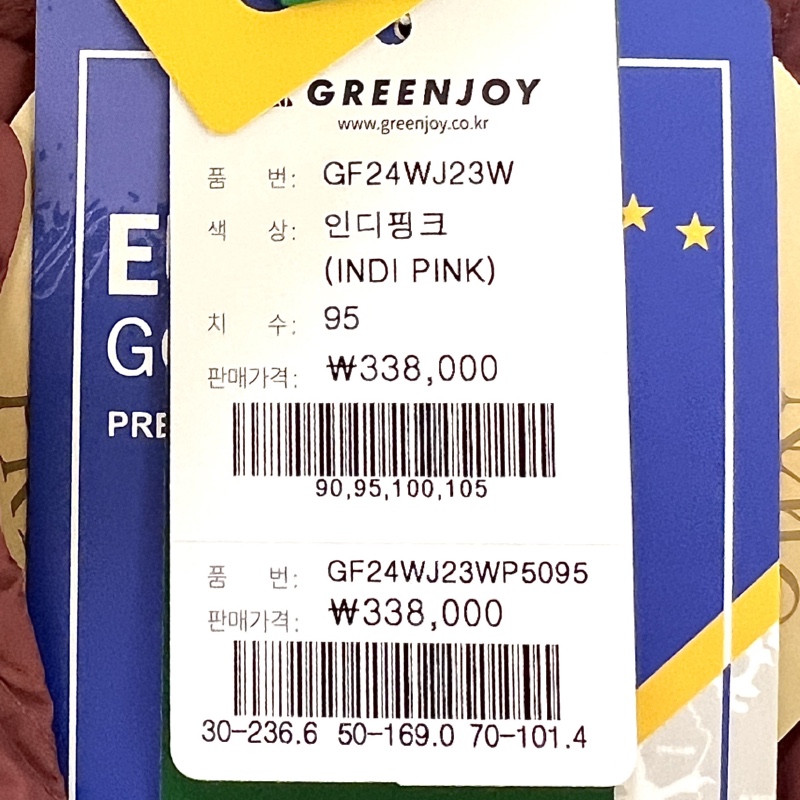 GREENJOY
www.greenjoy.co.kr
품 번: GF24WJ23W
색 상: 인디핑크
(INDI PINK)
치 수: 95
판매가격: ₩338,000
90,95,100,105
품 번: GF24WJ23WP5095
판매가격: ₩338,000
30-236.6 50-169.0 70-101.4